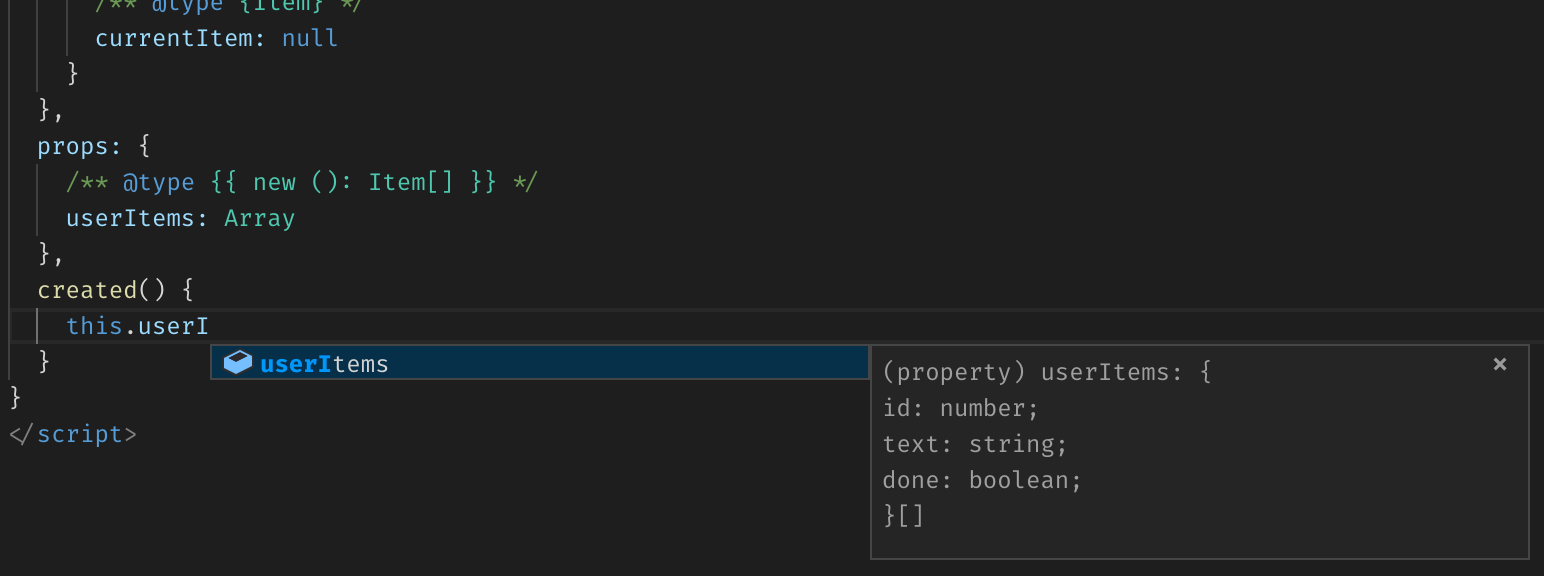 /** @type {Item} */
currentItem: null
}
},
props: {
/** @type {{ new (): Item[] }} */
userItems: Array
},
created() {
this.userI
}
userItems
}
</script>
(property) userItems: {
id: number;
text: string;
done: boolean;
}[]